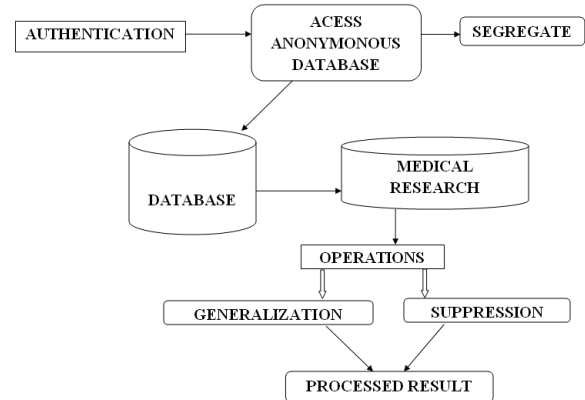 AUTHENTICATION
ACESS
ANONYMONOUS
DATABASE
SEGREGATE
DATABASE
MEDICAL
RESEARCH
OPERATIONS
GENERALIZATION
SUPPRESSION
PROCESSED RESULT